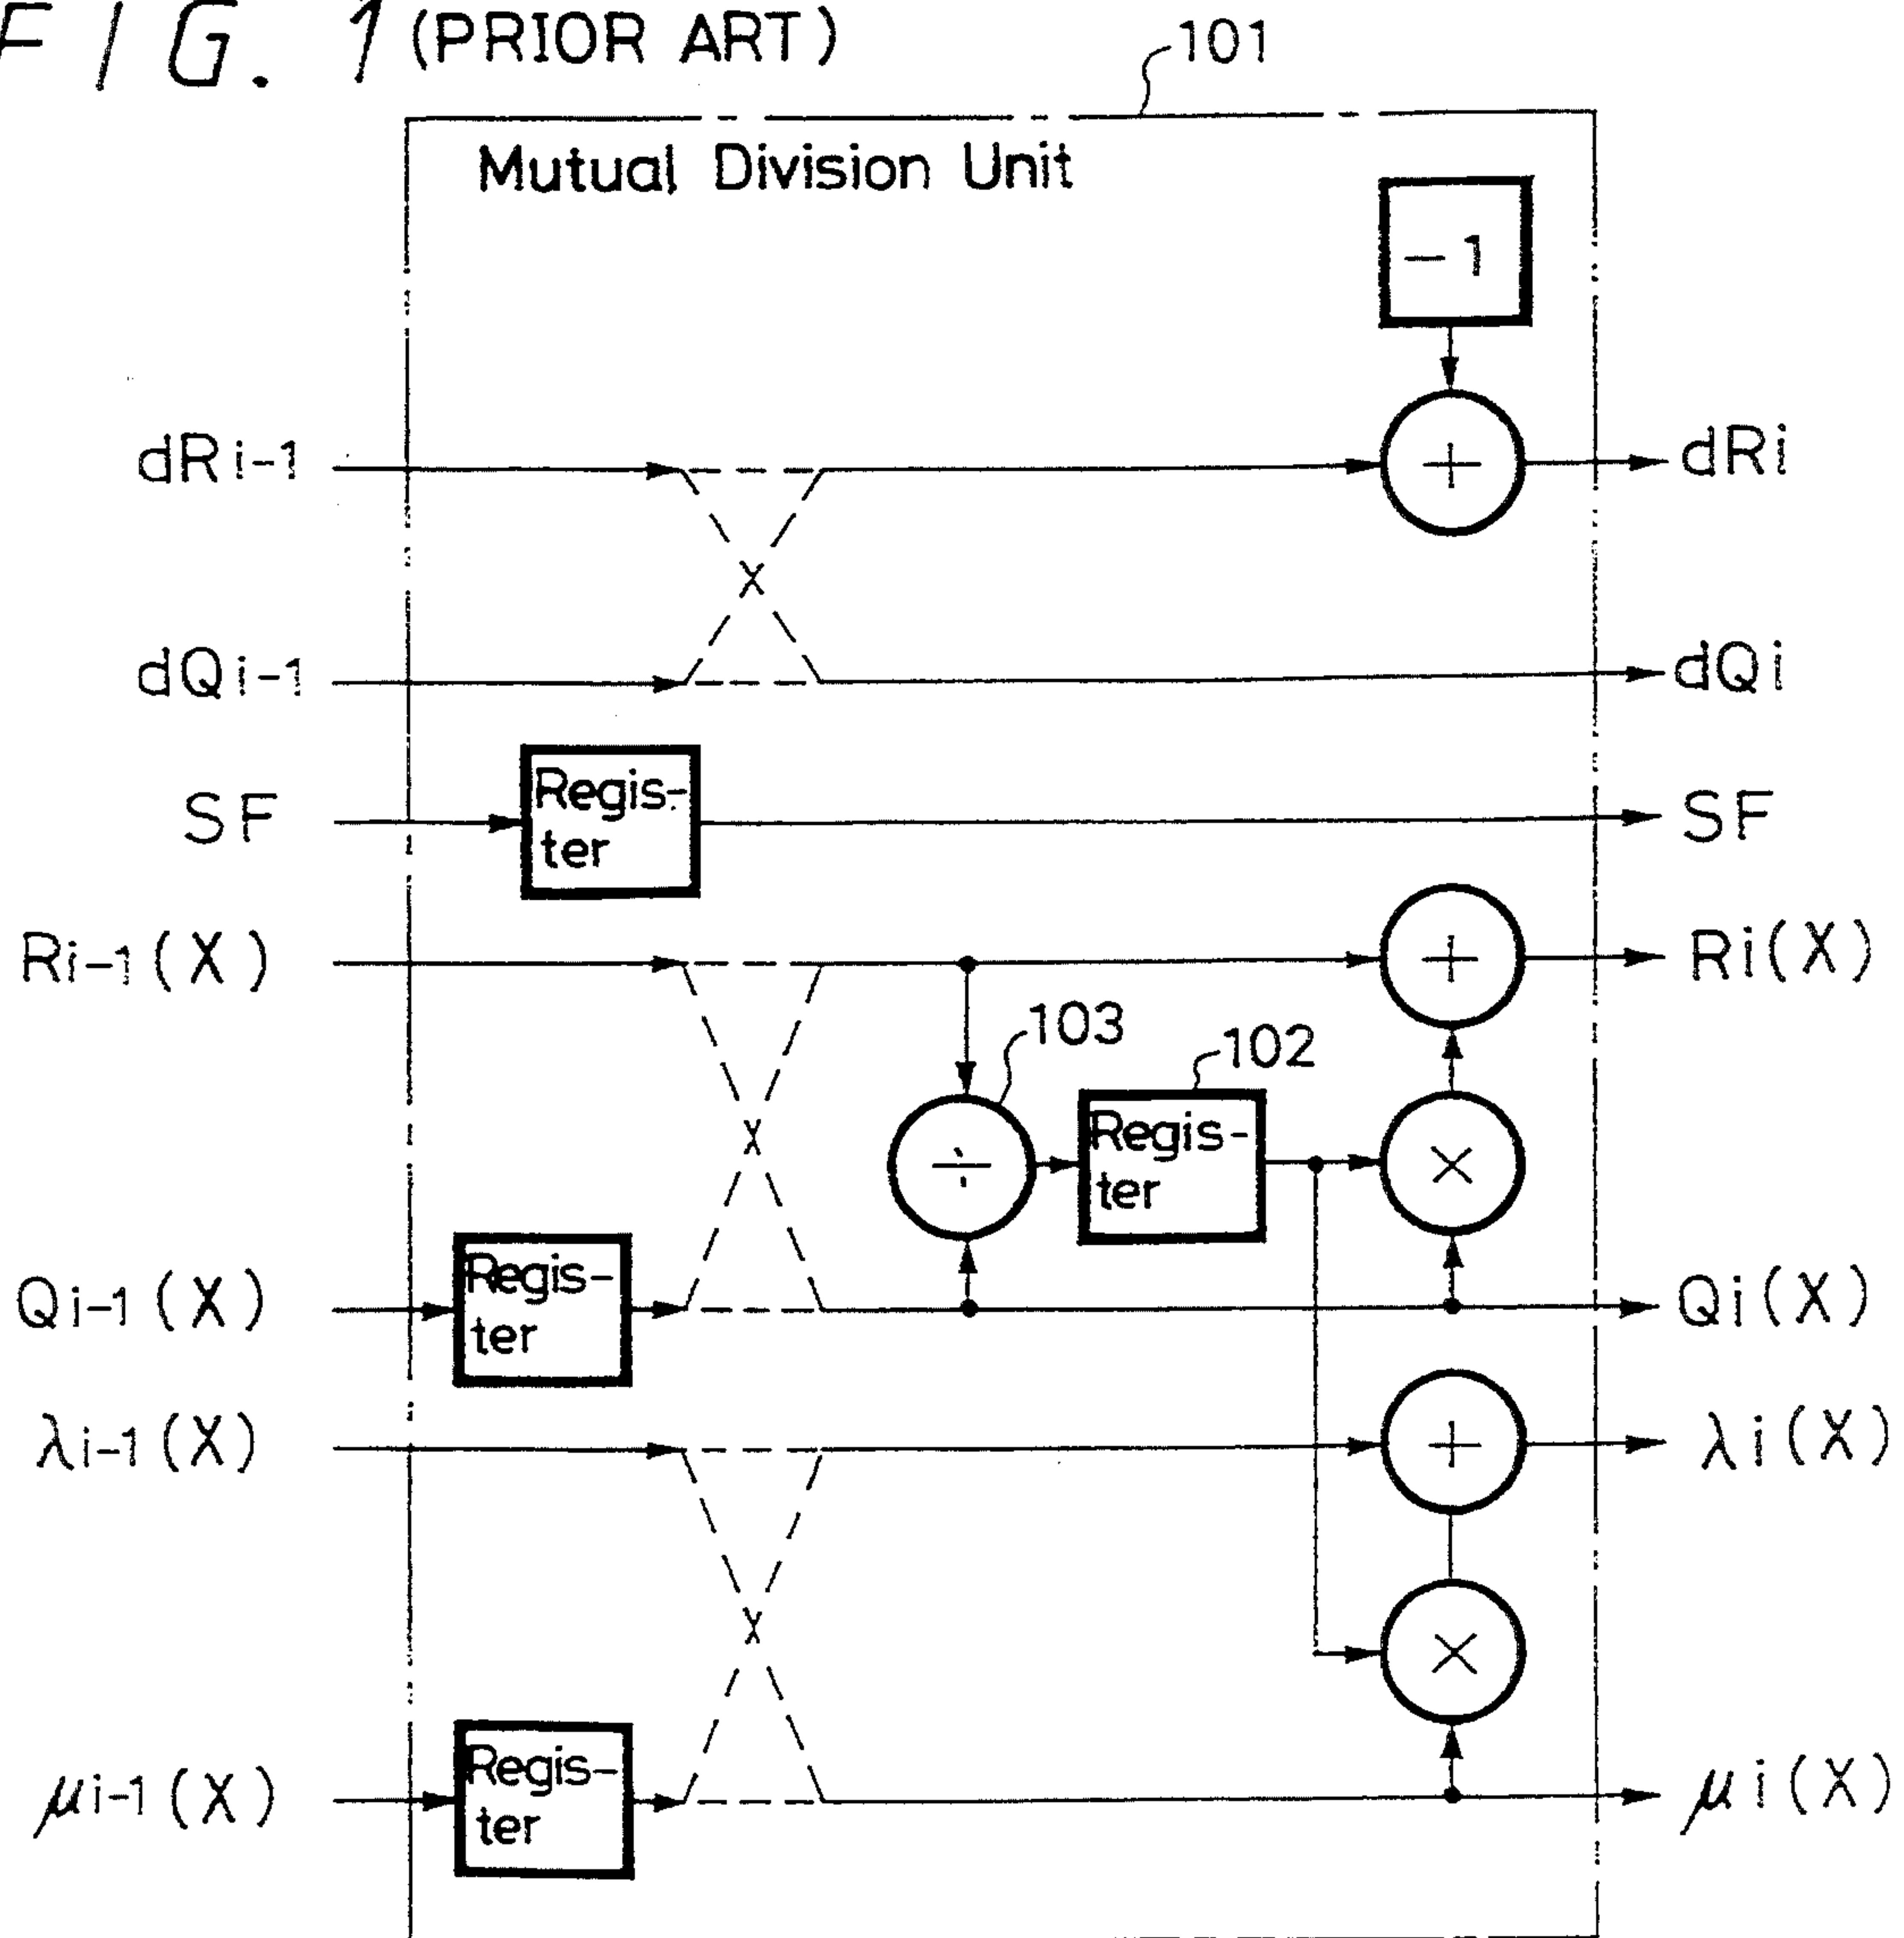 FIG. 1 (PRIOR ART)
101
Mutual Division Unit
-1
dRi-1
+
dRi
dQi-1
dQi
SF
Regis-
ter
SF
Ri-1(X)
+
Ri(X)
103
102
÷
Regis-
ter
×
Qi-1(X)
Regis-
ter
Qi(X)
λi-1(X)
+
λi(X)
×
μi-1(X)
Regis-
ter
μi(X)